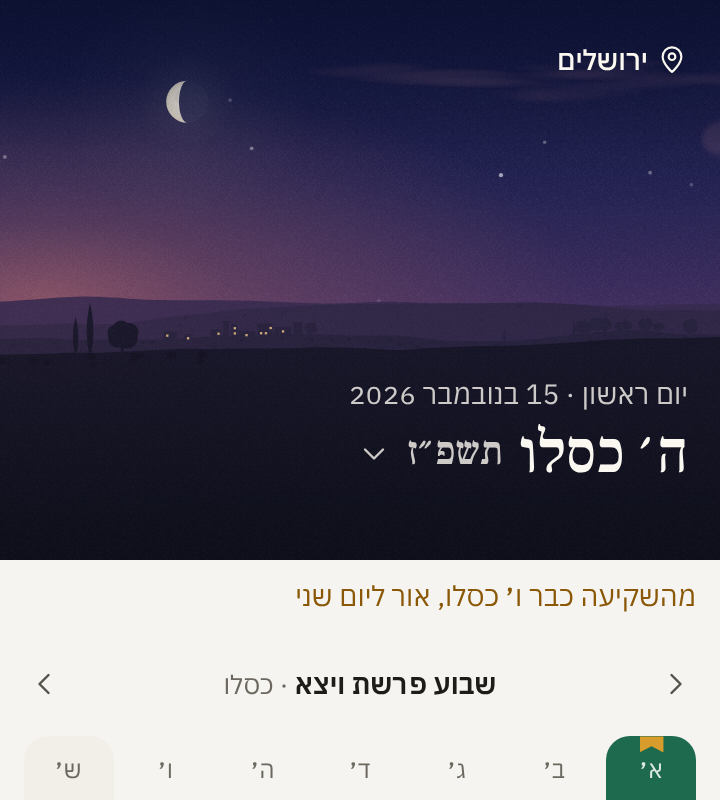 ירושלים
יום ראשון · 15 בנובמבר 2026
ה׳ כסלו תשפ״ז
מהשקיעה כבר ו׳ כסלו, אור ליום שני
שבוע פרשת ויצא · כסלו
א׳ ב׳ ג׳ ד׳ ה׳ ו׳ ש׳